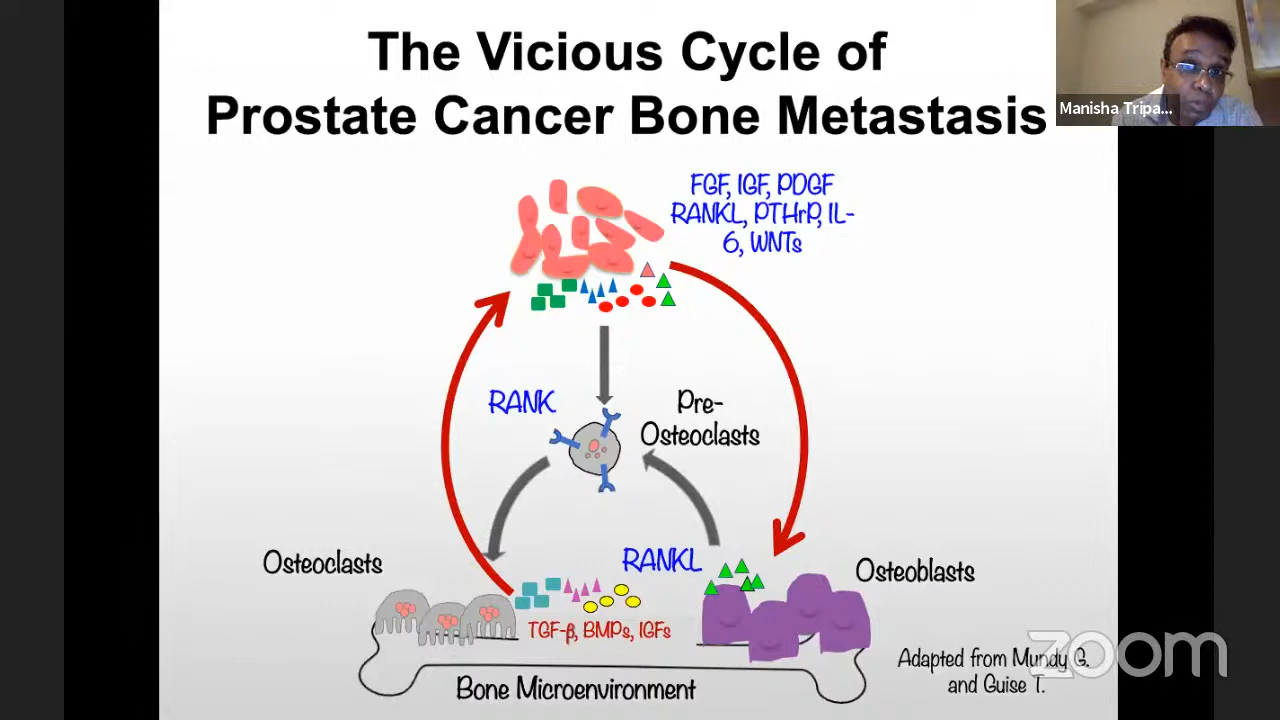 The Vicious Cycle of
Prostate Cancer Bone Metastasis
Manisha Tripa...
FGF, IGF, PDGF
RANKL, PTHrP, IL-
6, WNTs
RANK
Pre-
Osteoclasts
Osteoclasts
RANKL
Osteoblasts
TGF-β, BMPs, IGFs
Adapted from Mundy G.
and Guise T.
Bone Microenvironment
zoom